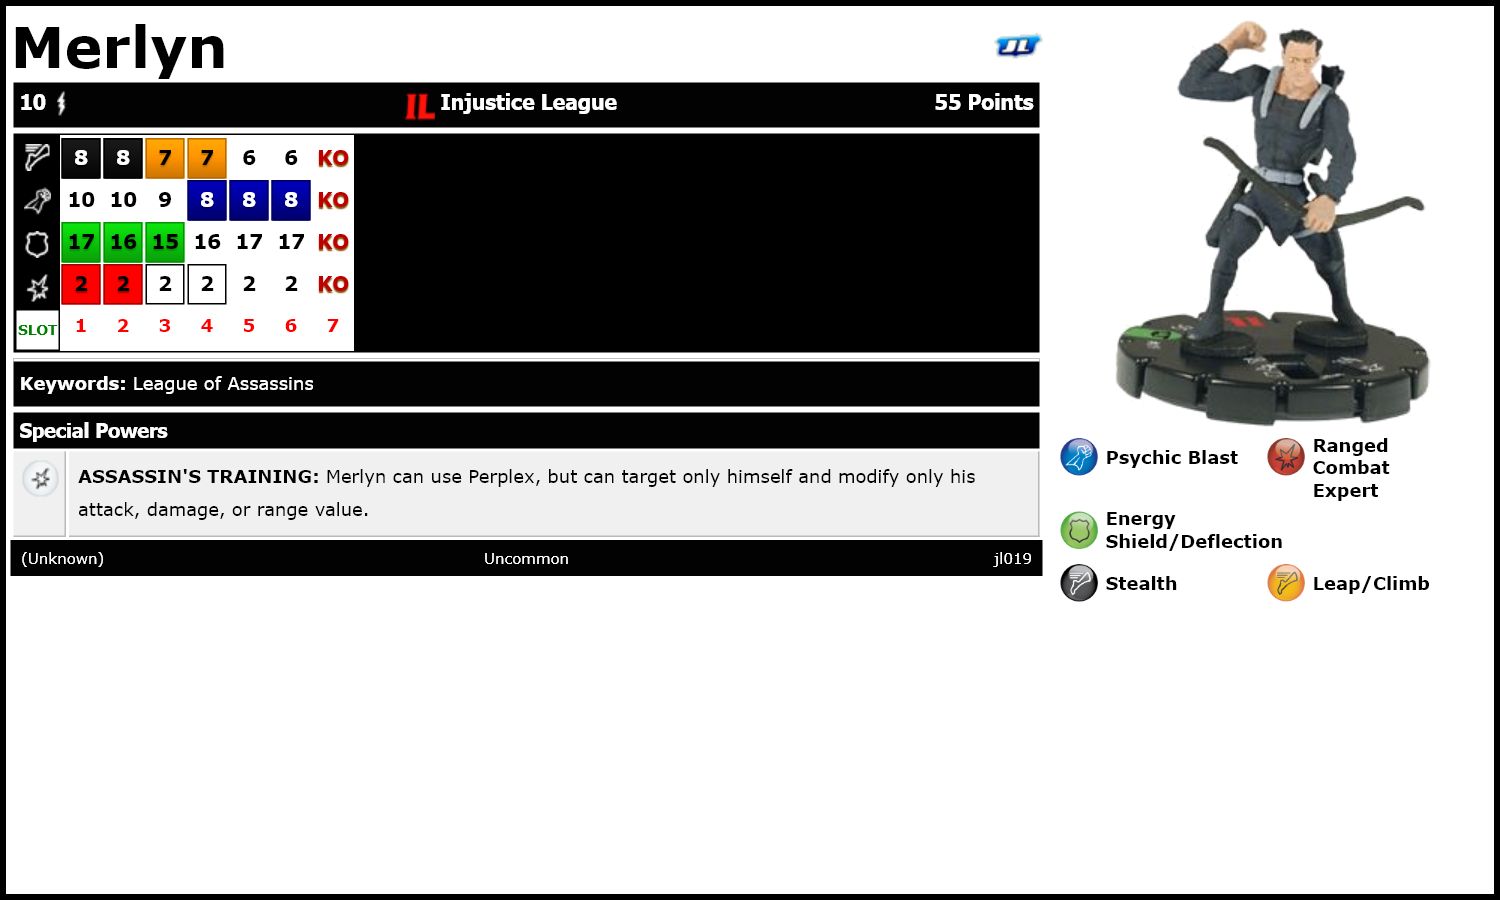 Merlyn
JL
10 IL Injustice League 55 Points
8 8 7 7 6 6 KO
10 10 9 8 8 8 KO
17 16 15 16 17 17 KO
2 2 2 2 2 2 KO
SLOT 1 2 3 4 5 6 7
Keywords: League of Assassins
Special Powers
ASSASSIN'S TRAINING: Merlyn can use Perplex, but can target only himself and modify only his
attack, damage, or range value.
(Unknown) Uncommon jl019
Psychic Blast
Ranged
Combat
Expert
Energy
Shield/Deflection
Stealth
Leap/Climb